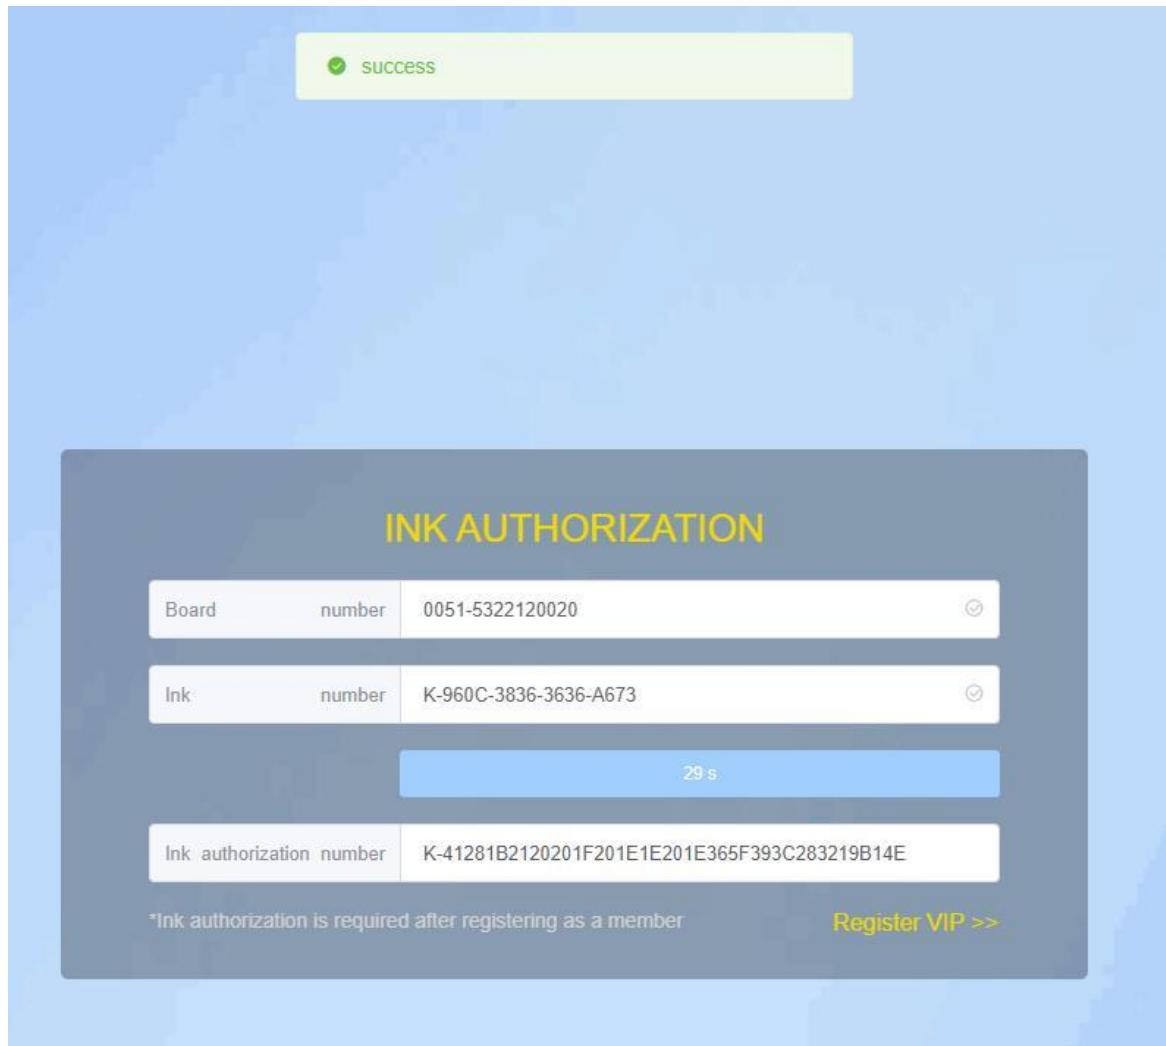 success
INK AUTHORIZATION
Board number 0051-5322120020
Ink number K-960C-3836-3636-A673
29 s
Ink authorization number K-41281B2120201F201E1E201E365F393C283219B14E
*Ink authorization is required after registering as a member Register VIP >>